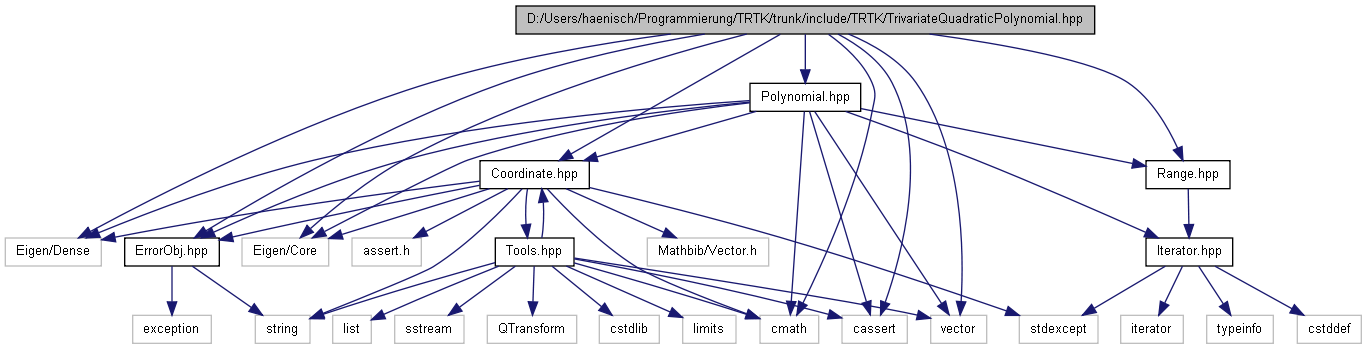 D:/Users/haenisch/Programmierung/TRTK/trunk/include/TRTK/TrivariateQuadraticPolynomial.hpp
Polynomial.hpp
Coordinate.hpp
Range.hpp
Eigen/Dense
ErrorObj.hpp
Eigen/Core
assert.h
Tools.hpp
Mathbib/Vector.h
Iterator.hpp
exception
string
list
sstream
QTransform
cstdlib
limits
cmath
cassert
vector
stdexcept
iterator
typeinfo
cstddef